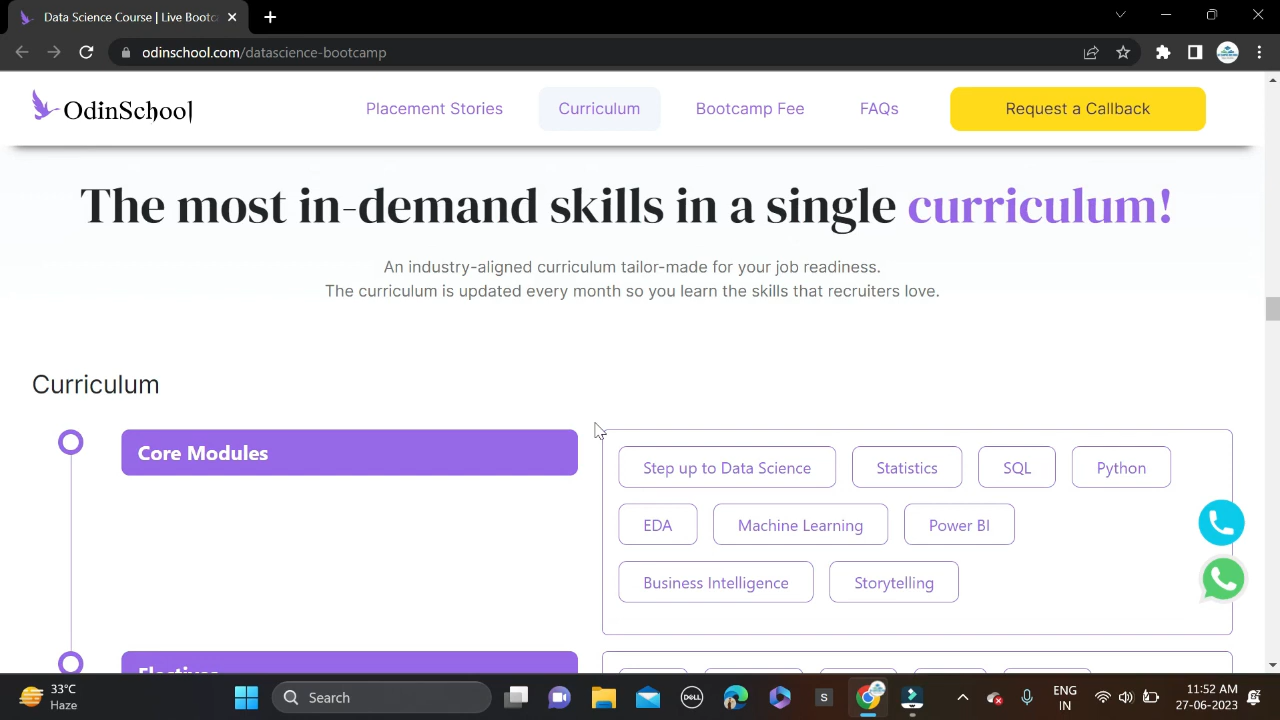 Data Science Course | Live Bootc
odinschool.com/datascience-bootcamp
OdinSchool
Placement Stories
Curriculum
Bootcamp Fee
FAQs
Request a Callback
The most in-demand skills in a single curriculum!
An industry-aligned curriculum tailor-made for your job readiness.
The curriculum is updated every month so you learn the skills that recruiters love.
Curriculum
Core Modules
Step up to Data Science
Statistics
SQL
Python
EDA
Machine Learning
Power BI
Business Intelligence
Storytelling
Electives
33°C
Haze
Search
DELL
S
ENG
IN
11:52 AM
27-06-2023